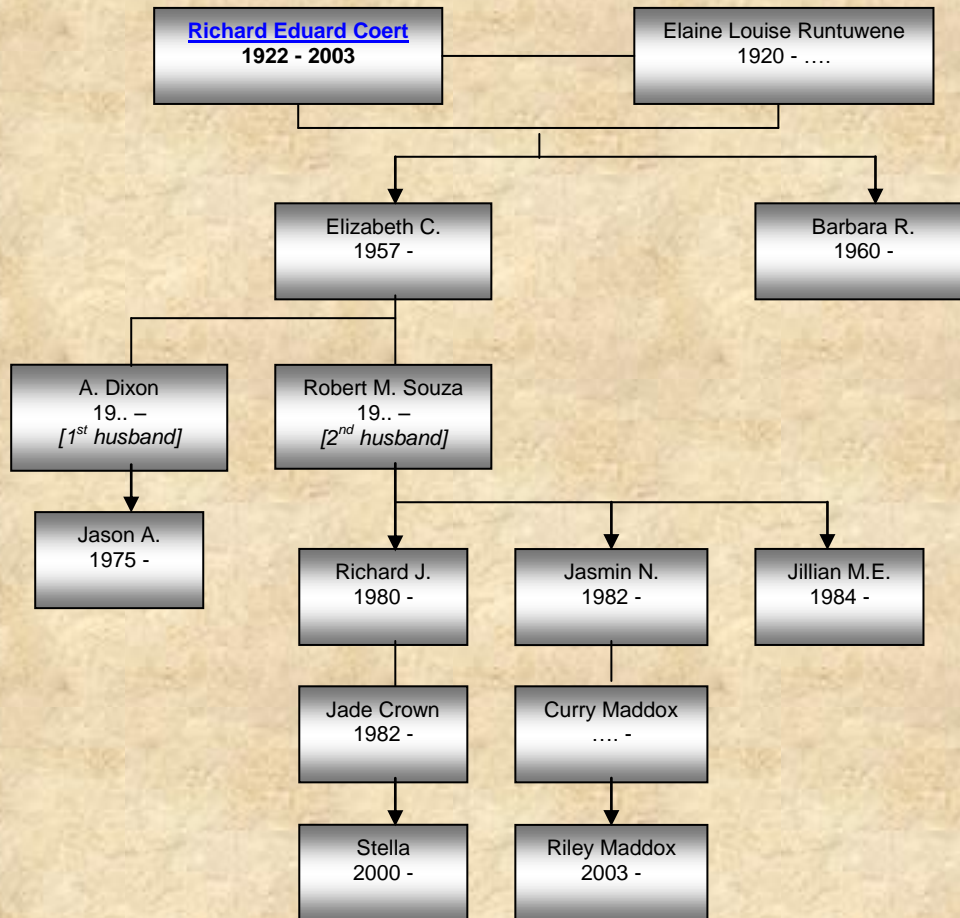 Richard Eduard Coert
1922 - 2003
Elaine Louise Runtuwene
1920 - ....
Elizabeth C.
1957 -
Barbara R.
1960 -
A. Dixon
19.. –
[1st husband]
Robert M. Souza
19.. –
[2nd husband]
Jason A.
1975 -
Richard J.
1980 -
Jasmin N.
1982 -
Jillian M.E.
1984 -
Jade Crown
1982 -
Curry Maddox
.... -
Stella
2000 -
Riley Maddox
2003 -